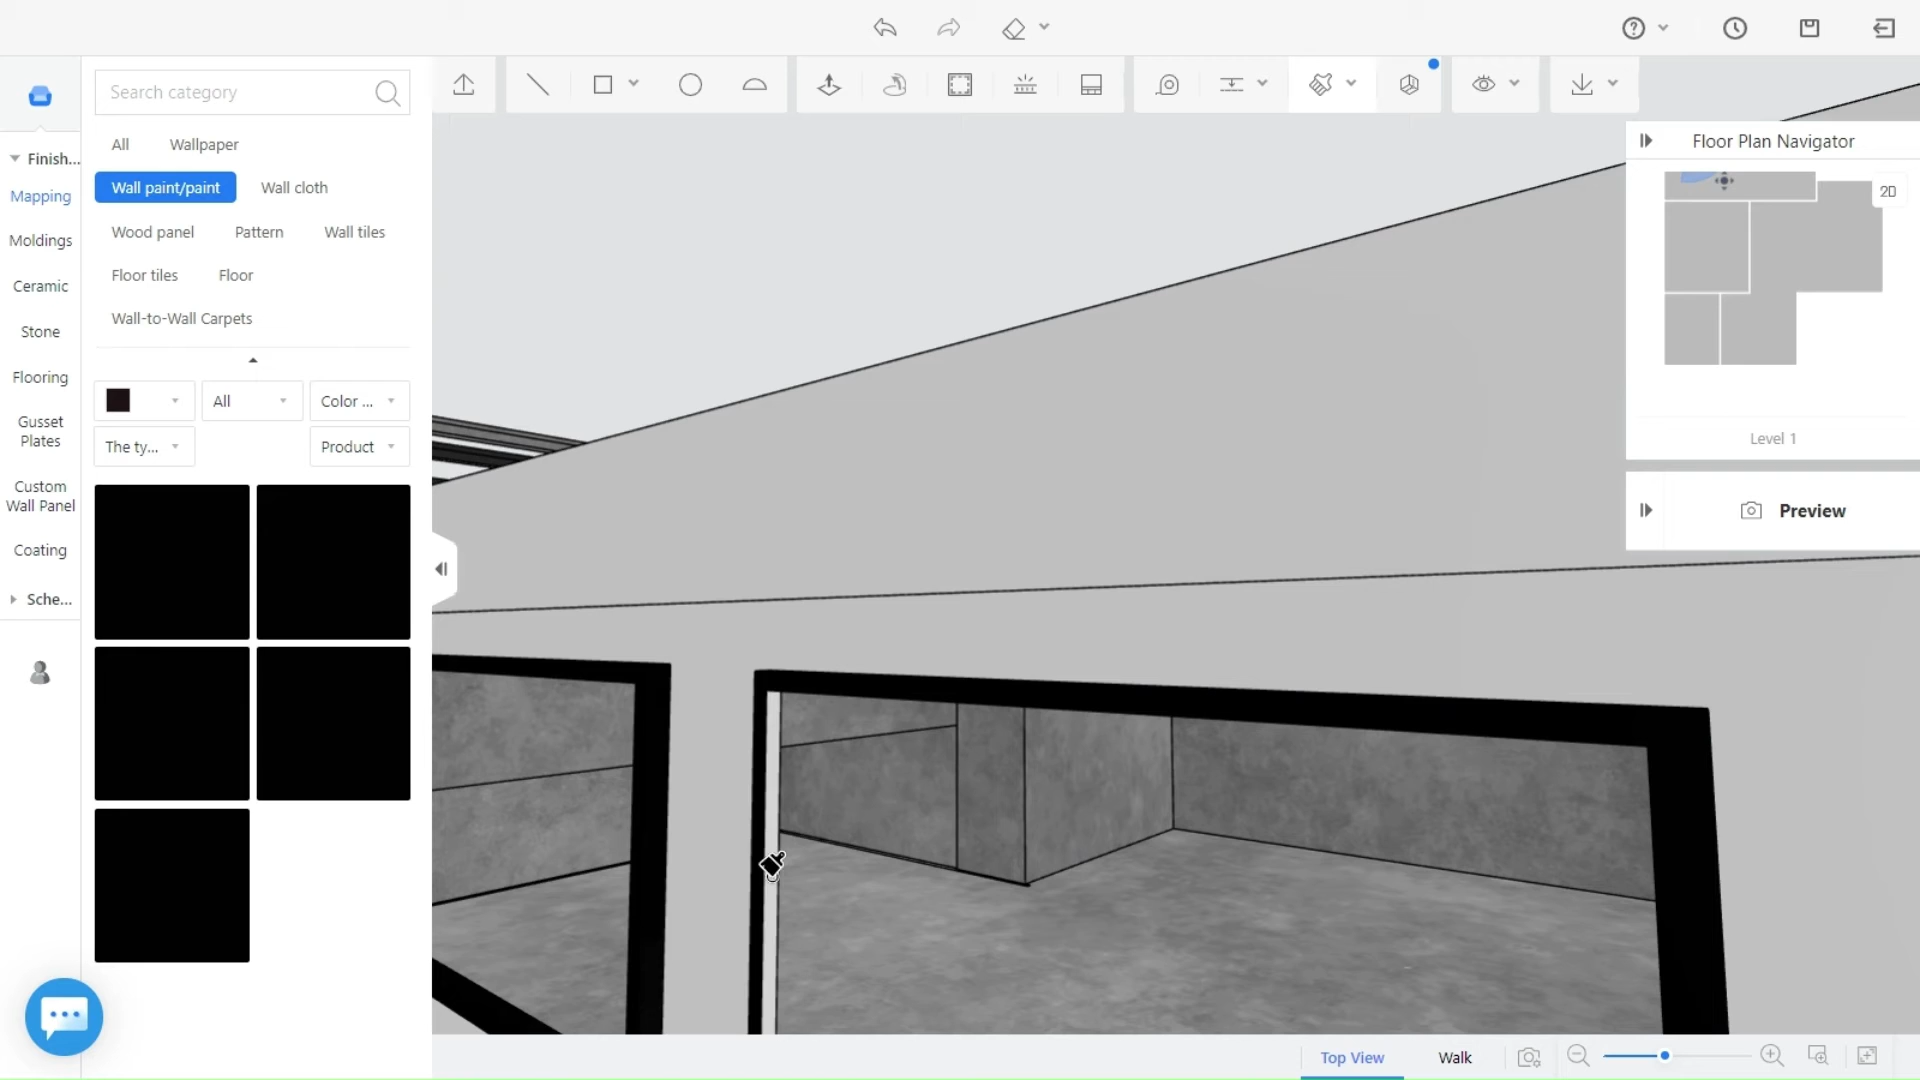 Search category
All
Wallpaper
Wall paint/paint
Wall cloth
Wood panel
Pattern
Wall tiles
Floor tiles
Floor
Wall-to-Wall Carpets
All
Color ...
The ty...
Product
Finish...
Mapping
Moldings
Ceramic
Stone
Flooring
Gusset
Plates
Custom
Wall Panel
Coating
Sche...
Floor Plan Navigator
2D
Level 1
Preview
Top View
Walk